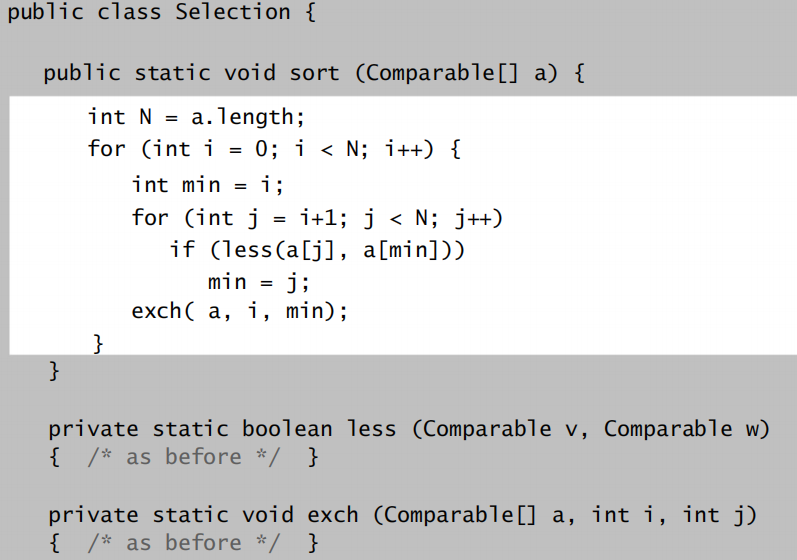 public class Selection {
public static void sort (Comparable[] a) {
int N = a.length;
for (int i = 0; i < N; i++) {
int min = i;
for (int j = i+1; j < N; j++)
if (less(a[j], a[min]))
min = j;
exch( a, i, min);
}
}
private static boolean less (Comparable v, Comparable w)
{ /* as before */ }
private static void exch (Comparable[] a, int i, int j)
{ /* as before */ }